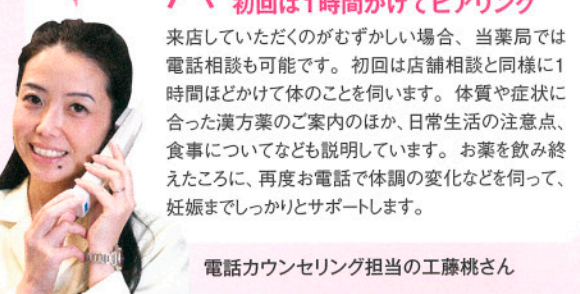 初回は1時間かけてヒアリング
来店していただくのがむずかしい場合、当薬局では
電話相談も可能です。初回は店舗相談と同様に1
時間ほどかけて体のことを伺います。体質や症状に
合った漢方薬のご案内のほか、日常生活の注意点、
食事についてなども説明しています。お薬を飲み終
えたころに、再度お電話で体調の変化などを伺って、
妊娠までしっかりとサポートします。
電話カウンセリング担当の工藤桃さん